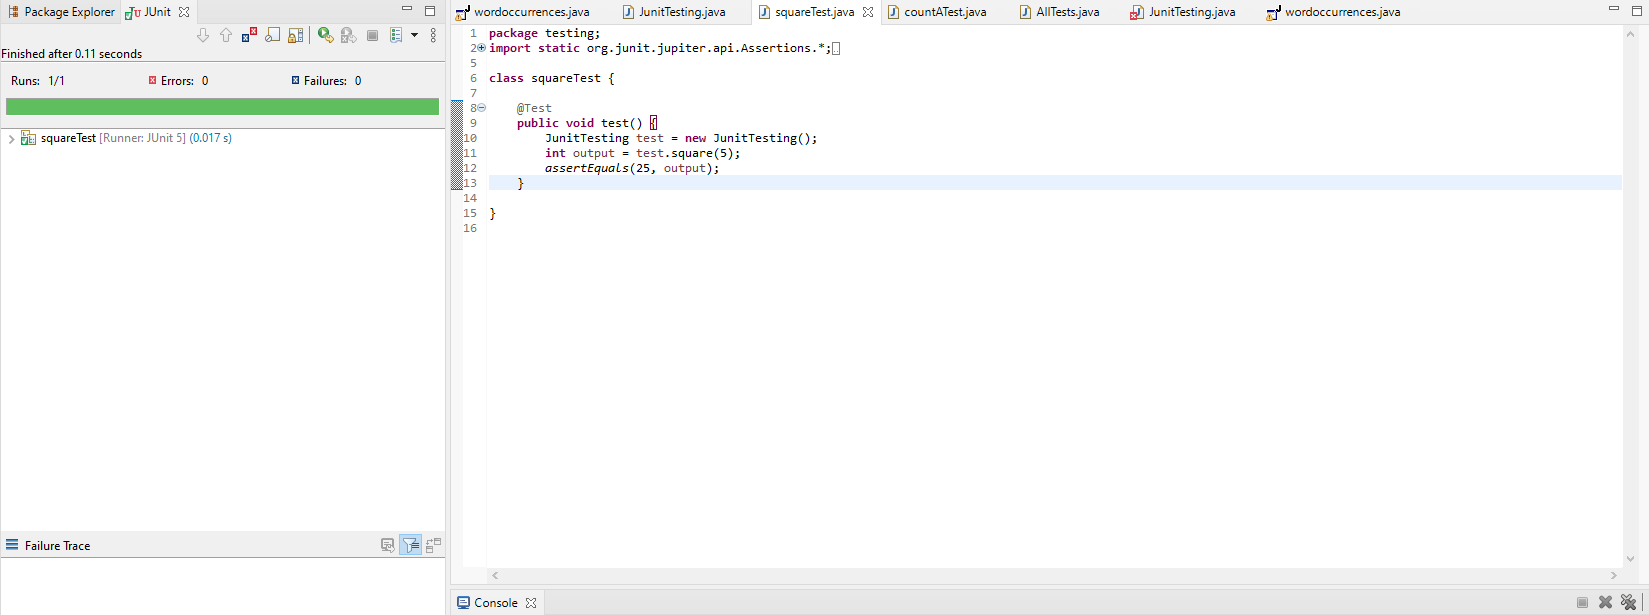 Package Explorer JUnit
Finished after 0.11 seconds
Runs: 1/1 Errors: 0 Failures: 0
squareTest [Runner: JUnit 5] (0.017 s)
Failure Trace
wordoccurrences.java JunitTesting.java squareTest.java countATest.java AllTests.java JunitTesting.java wordoccurrences.java
1 package testing;
2 import static org.junit.jupiter.api.Assertions.*;
5
6 class squareTest {
7
8 @Test
9 public void test() {
10 JunitTesting test = new JunitTesting();
11 int output = test.square(5);
12 assertEquals(25, output);
13 }
14
15 }
16
Console